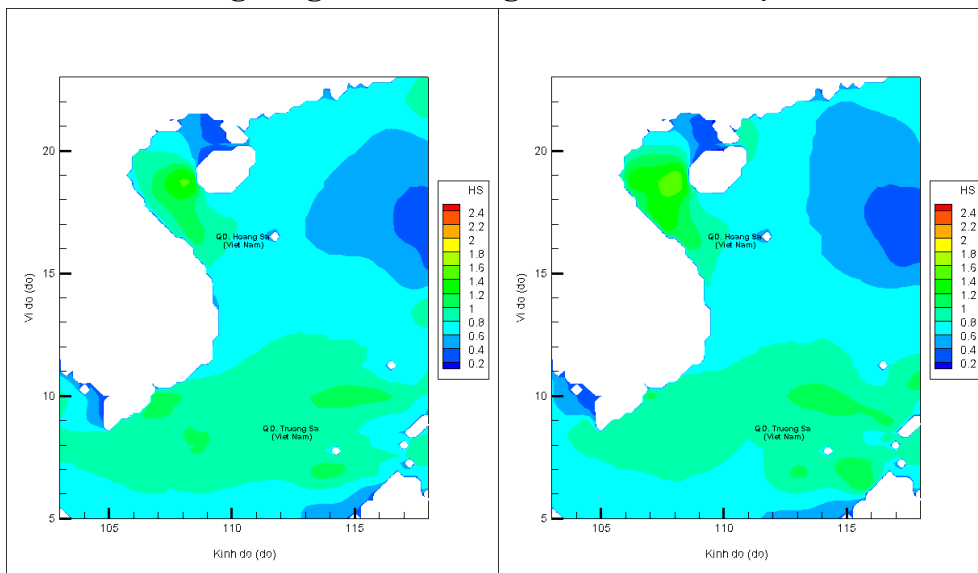 20
15
10
5
105
110
115
Vi do (do)
Kinh do (do)
QD. Hoang Sa
(Viet Nam)
QD. Truong Sa
(Viet Nam)
HS
2.4
2.2
2
1.8
1.6
1.4
1.2
1
0.8
0.6
0.4
0.2
20
15
10
5
105
110
115
Vi do (do)
Kinh do (do)
QD. Hoang Sa
(Viet Nam)
QD. Truong Sa
(Viet Nam)
HS
2.4
2.2
2
1.8
1.6
1.4
1.2
1
0.8
0.6
0.4
0.2